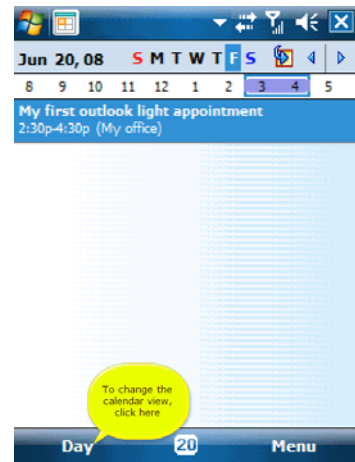 Jun 20, 08 S M T W T F S
8 9 10 11 12 1 2 3 4 5
My first outlook light appointment
2:30p-4:30p (My office)
To change the
calendar view,
click here
Day 20 Menu